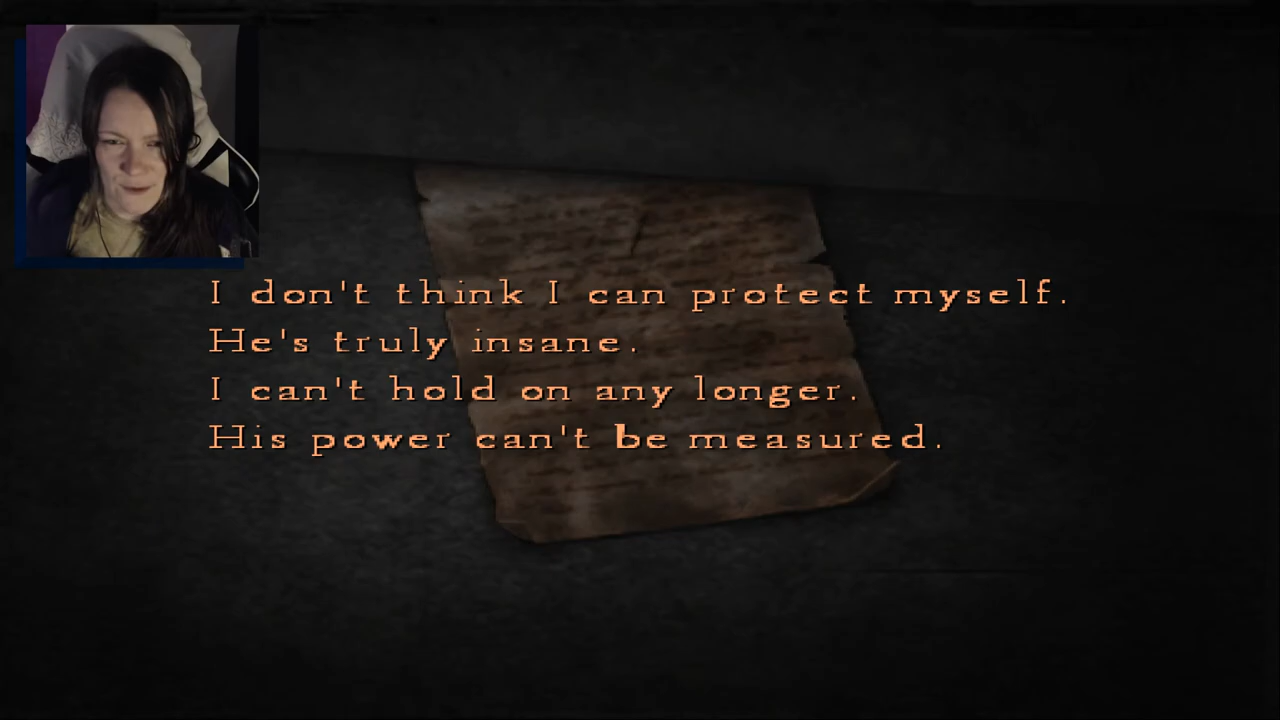 I don't think I can protect myself.
He's truly insane.
I can't hold on any longer.
His power can't be measured.